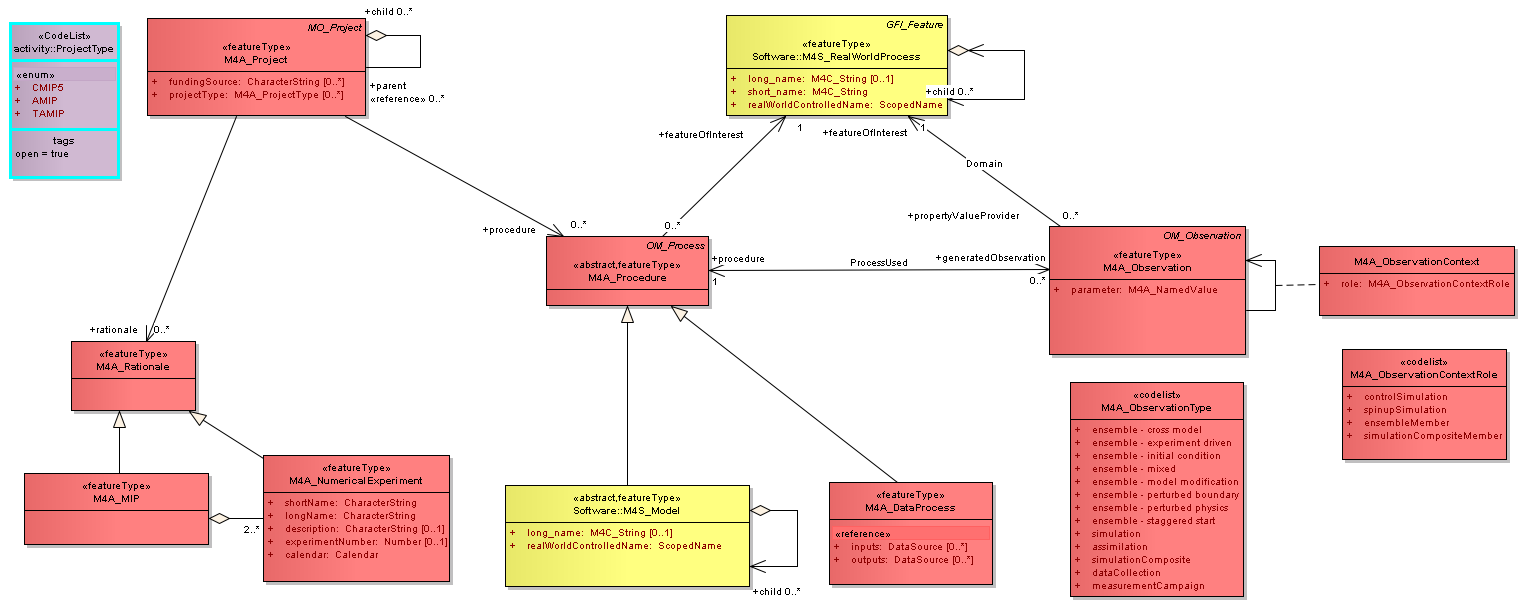 «CodeList»
activity::ProjectType
«enum»
+ CMIP5
+ AMIP
+ TAMIP
tags
open = true
MO_Project
«featureType»
M4A_Project
+ fundingSource: CharacterString [0..*]
+ projectType: M4A_ProjectType [0..*]
+child 0..*
+parent
«reference» 0..*
GFI_Feature
«featureType»
Software::M4S_RealWorldProcess
+ long_name: M4C_String [0..1]
+ short_name: M4C_String
+ realWorldControlledName: ScopedName
+child 0..*
+featureOfInterest
1
+featureOfInterest
1
Domain
+procedure
0..*
0..*
+propertyValueProvider
0..*
OM_Process
«abstract,featureType»
M4A_Procedure
+procedure
1
ProcessUsed
+generatedObservation
0..*
OM_Observation
«featureType»
M4A_Observation
+ parameter: M4A_NamedValue
M4A_ObservationContext
+ role: M4A_ObservationContextRole
+rationale
0..*
«featureType»
M4A_Rationale
«codelist»
M4A_ObservationContextRole
+ controlSimulation
+ spinupSimulation
+ ensembleMember
+ simulationCompositeMember
«codelist»
M4A_ObservationType
+ ensemble - cross model
+ ensemble - experiment driven
+ ensemble - initial condition
+ ensemble - mixed
+ ensemble - model modification
+ ensemble - perturbed boundary
+ ensemble - perturbed physics
+ ensemble - staggered start
+ simulation
+ assimilation
+ simulationComposite
+ dataCollection
+ measurementCampaign
«featureType»
M4A_MIP
2..*
«featureType»
M4A_NumericalExperiment
+ shortName: CharacterString
+ longName: CharacterString
+ description: CharacterString [0..1]
+ experimentNumber: Number [0..1]
+ calendar: Calendar
«abstract,featureType»
Software::M4S_Model
+ long_name: M4C_String [0..1]
+ realWorldControlledName: ScopedName
+child 0..*
«featureType»
M4A_DataProcess
«reference»
+ inputs: DataSource [0..*]
+ outputs: DataSource [0..*]